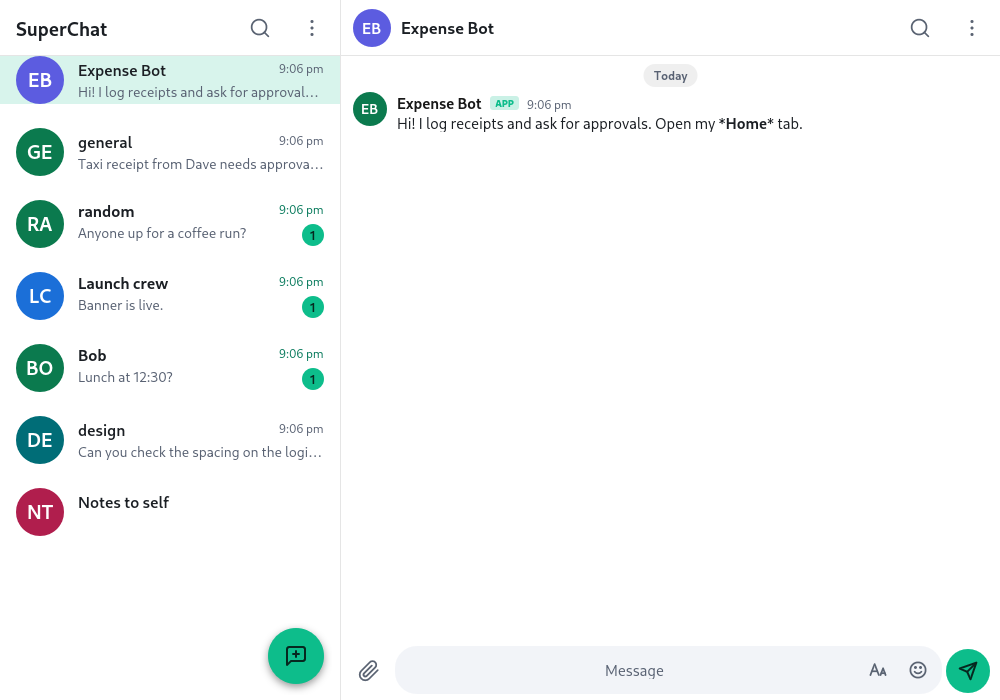 SuperChat
EB
Expense Bot
9:06 pm
Hi! I log receipts and ask for approval...
GE
general
9:06 pm
Taxi receipt from Dave needs approva...
RA
random
9:06 pm
Anyone up for a coffee run?
1
LC
Launch crew
9:06 pm
Banner is live.
1
BO
Bob
9:06 pm
Lunch at 12:30?
1
DE
design
9:06 pm
Can you check the spacing on the logi...
NT
Notes to self
EB
Expense Bot
Today
EB
Expense Bot APP 9:06 pm
Hi! I log receipts and ask for approvals. Open my *Home* tab.
Message
AA